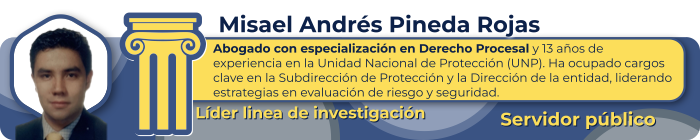 Misael Andrés Pineda Rojas
Abogado con especialización en Derecho Procesal y 13 años de
experiencia en la Unidad Nacional de Protección (UNP). Ha ocupado cargos
clave en la Subdirección de Protección y la Dirección de la entidad, liderando
estrategias en evaluación de riesgo y seguridad.
Líder linea de investigación
Servidor público